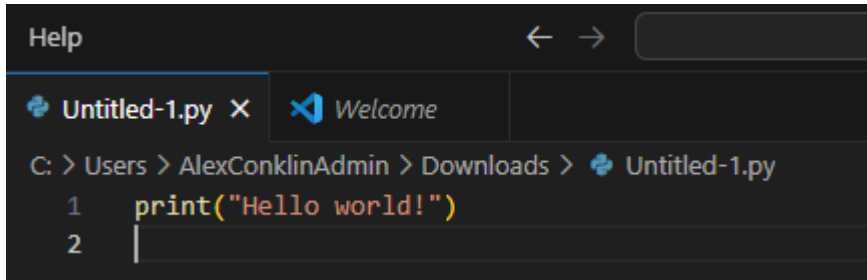 Help
Untitled-1.py
Welcome
C: > Users > AlexConklinAdmin > Downloads > Untitled-1.py
1 print("Hello world!")
2